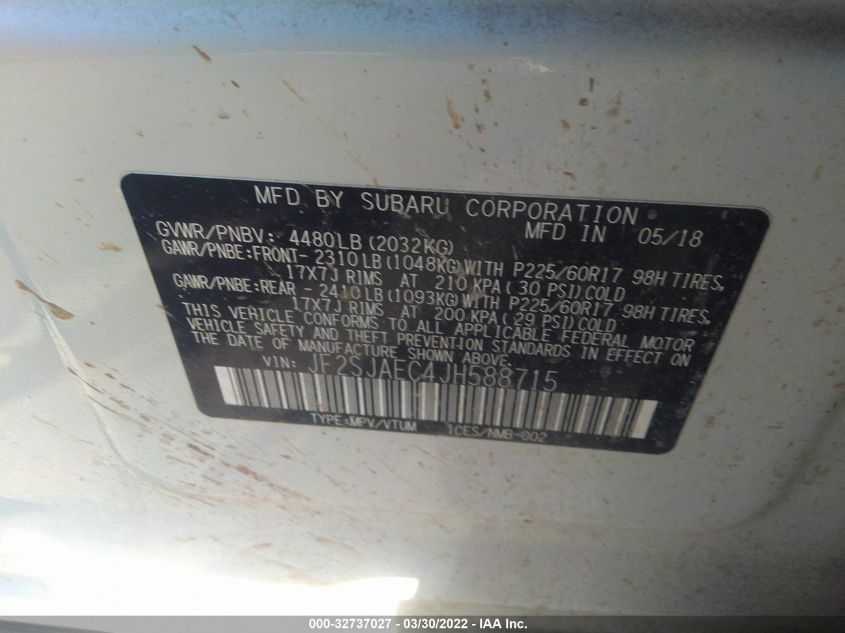 MFD BY SUBARU CORPORATION
GVWR/PNBV: 4480LB(2032KG) MFD IN 05/18
GAWR/PNBE:FRONT- 2310LB(1048KG)WITH P225/60R17 98H TIRES,
17X7J RIMS AT 210 KPA( 30 PSI)COLD
GAWR/PNBE:REAR -2410LB(1093KG)WITH P225/60R17 98H TIRES,
17X7J RIMS AT 200 KPA( 29 PSI)COLD
THIS VEHICLE CONFORMS TO ALL APPLICABLE FEDERAL MOTOR
VEHICLE SAFETY AND THEFT PREVENTION STANDARDS IN EFFECT ON
THE DATE OF MANUFACTURE SHOWN ABOVE.
VIN: JF2SJAEC4JH588715
TYPE:MPV/VTUM ICES/NMB-002
000-32737027 - 03/30/2022 - IAA Inc.